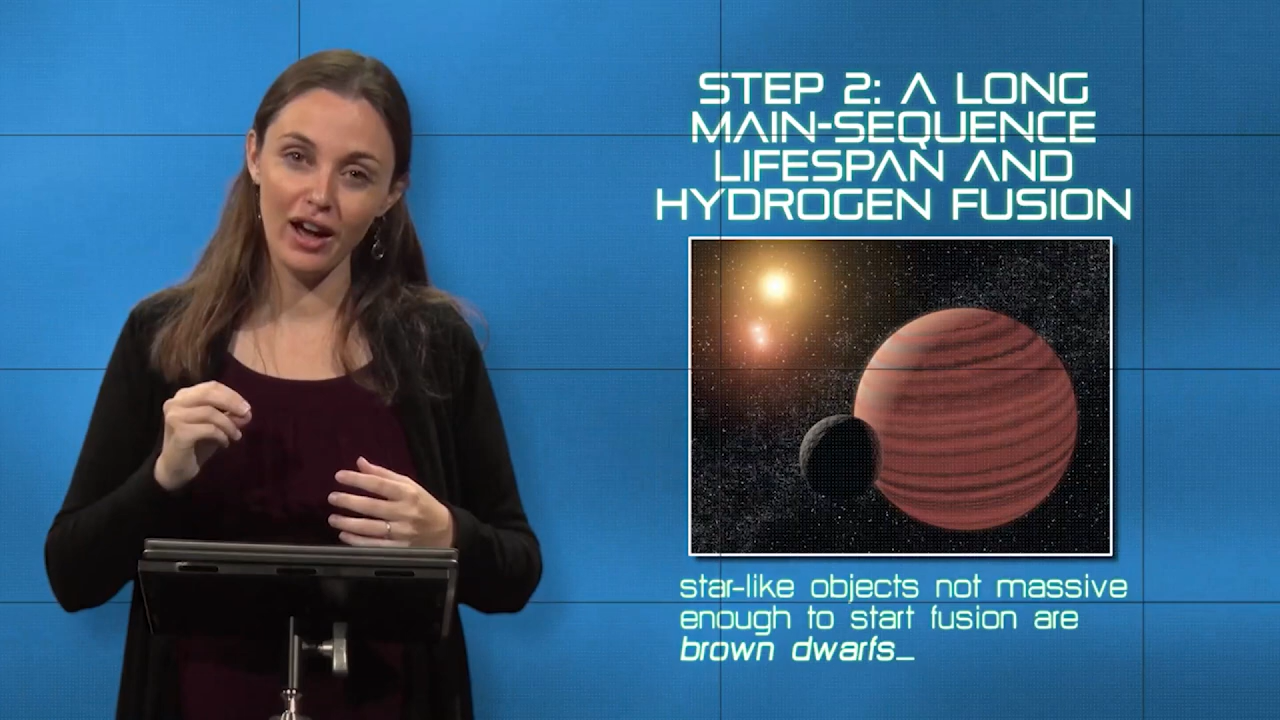 STEP 2: A LONG
MAIN-SEQUENCE
LIFESPAN AND
HYDROGEN FUSION
star-like objects not massive
enough to start fusion are
brown dwarfs_